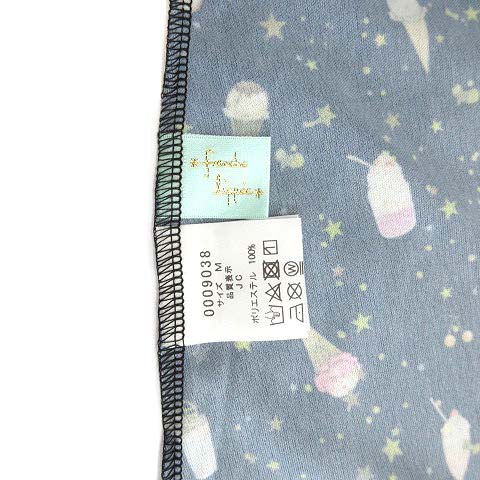 *franche
lippée*
0009038
サイズ M
品質表示
JC
ポリエステル 100%